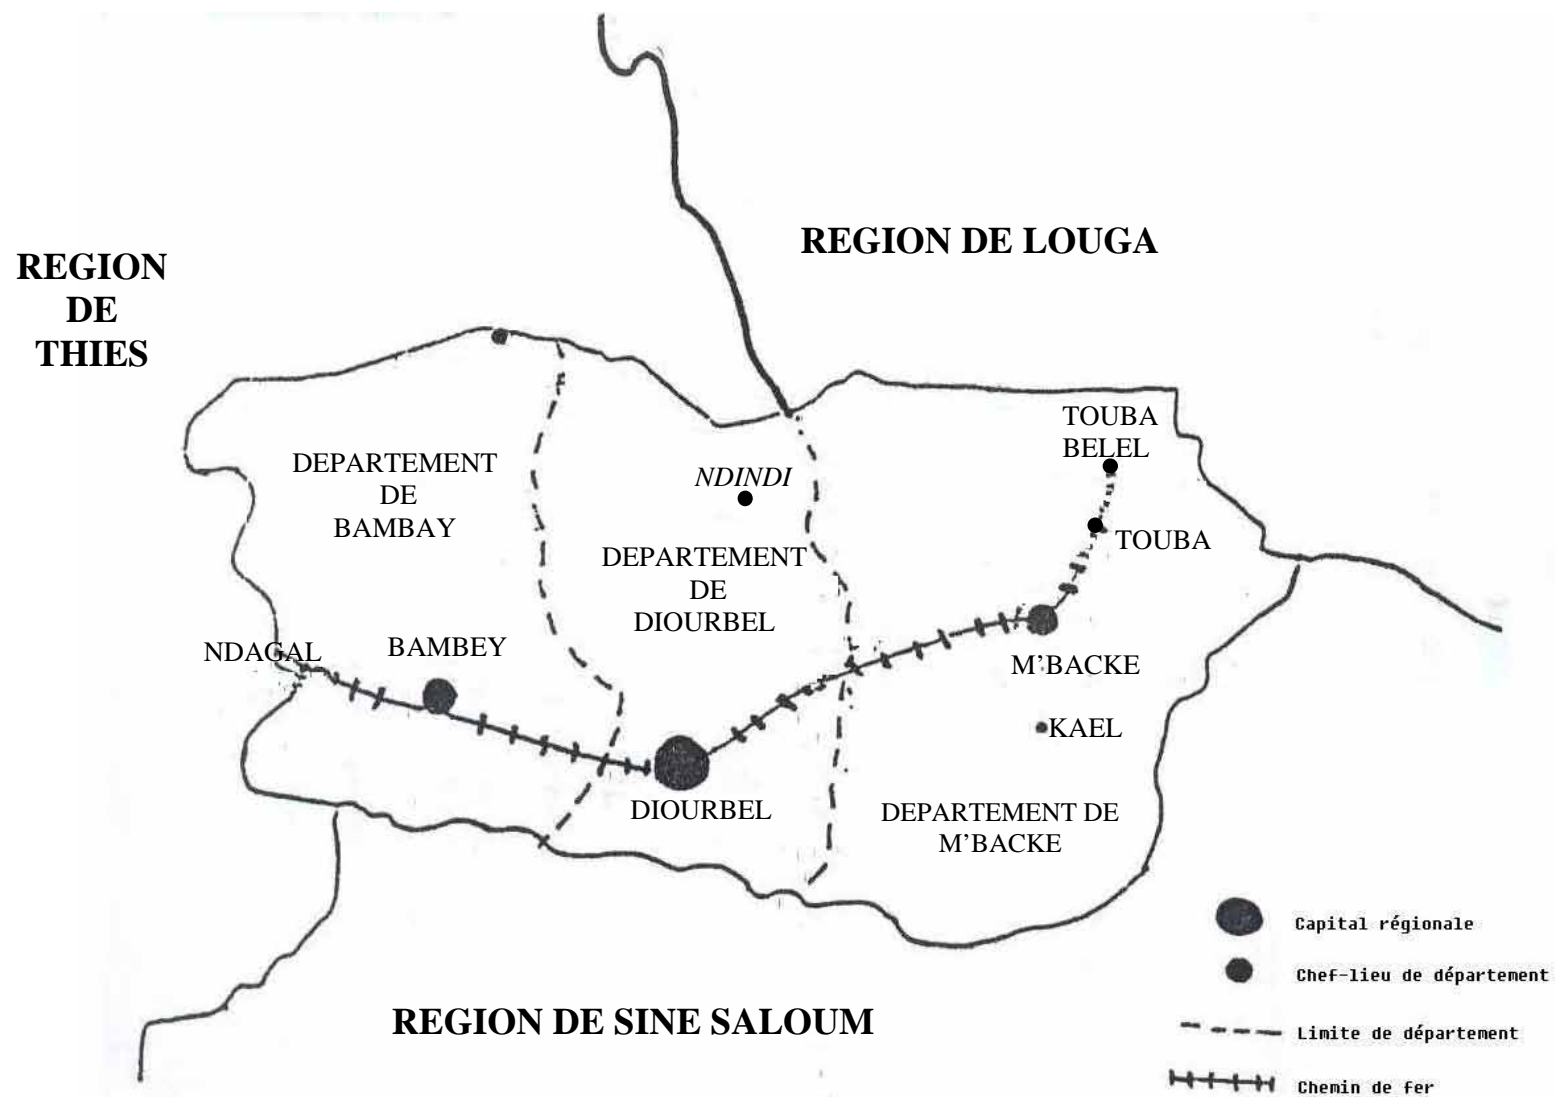 REGION DE LOUGA
REGION
DE
THIES
TOUBA
BELEL
DEPARTEMENT
DE
BAMBAY
NDINDI
TOUBA
DEPARTEMENT
DE
DIOURBEL
NDAGAL
BAMBEY
M'BACKE
KAEL
DIOURBEL
DEPARTEMENT DE
M'BACKE
REGION DE SINE SALOUM
Capital régionale
Chef-lieu de département
Limite de département
Chemin de fer